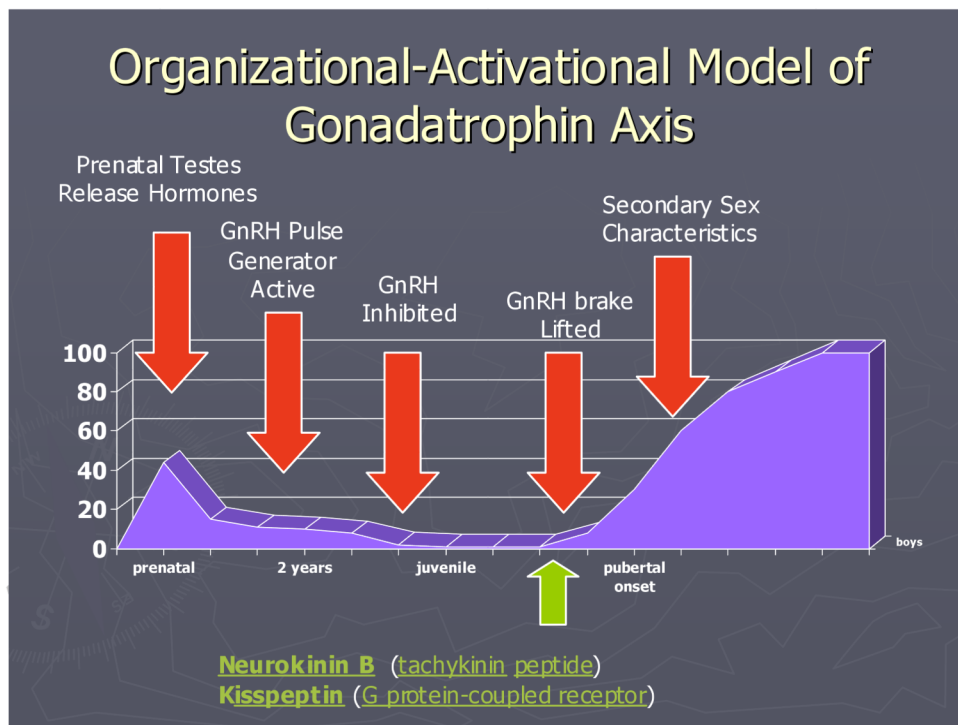 Organizational-Activational Model of
Gonadatrophin Axis
Prenatal Testes
Release Hormones
GnRH Pulse
Generator
Active
GnRH
Inhibited
GnRH brake
Lifted
Secondary Sex
Characteristics
100
80
60
40
20
0
prenatal
2 years
juvenile
pubertal
onset
boys
Neurokinin B (tachykinin peptide)
Kisspeptin (G protein-coupled receptor)